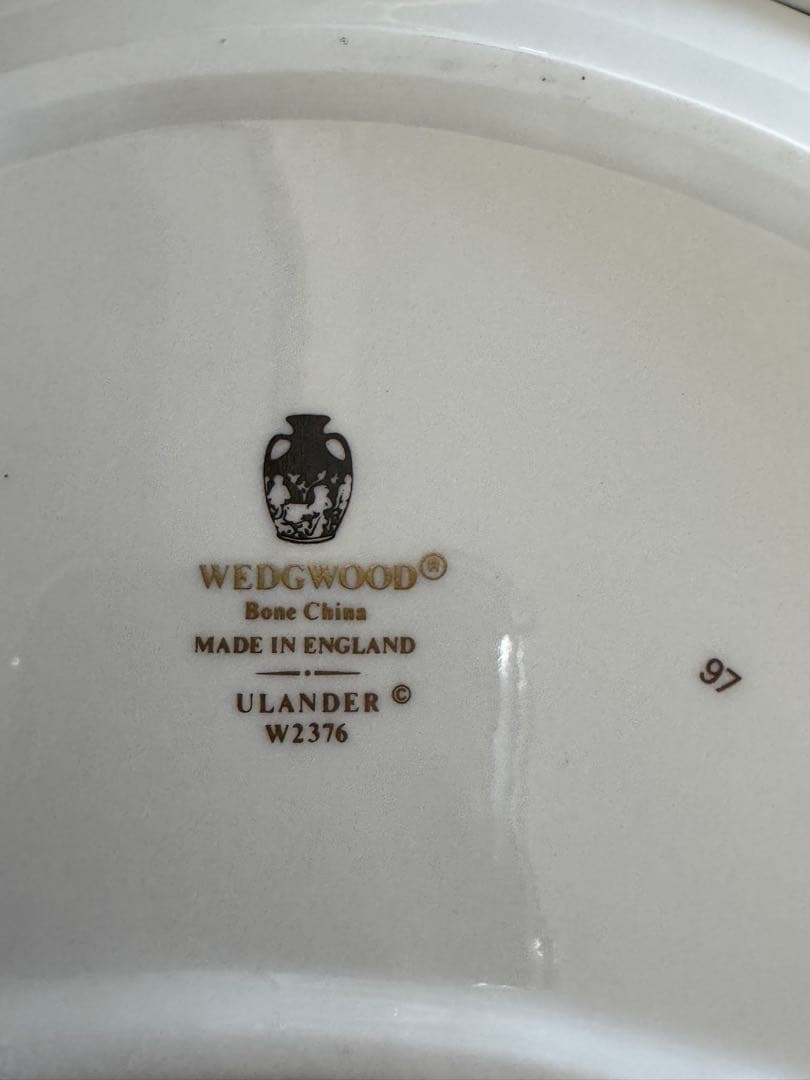 WEDGWOOD®
Bone China
MADE IN ENGLAND
ULANDER ©
W2376
97